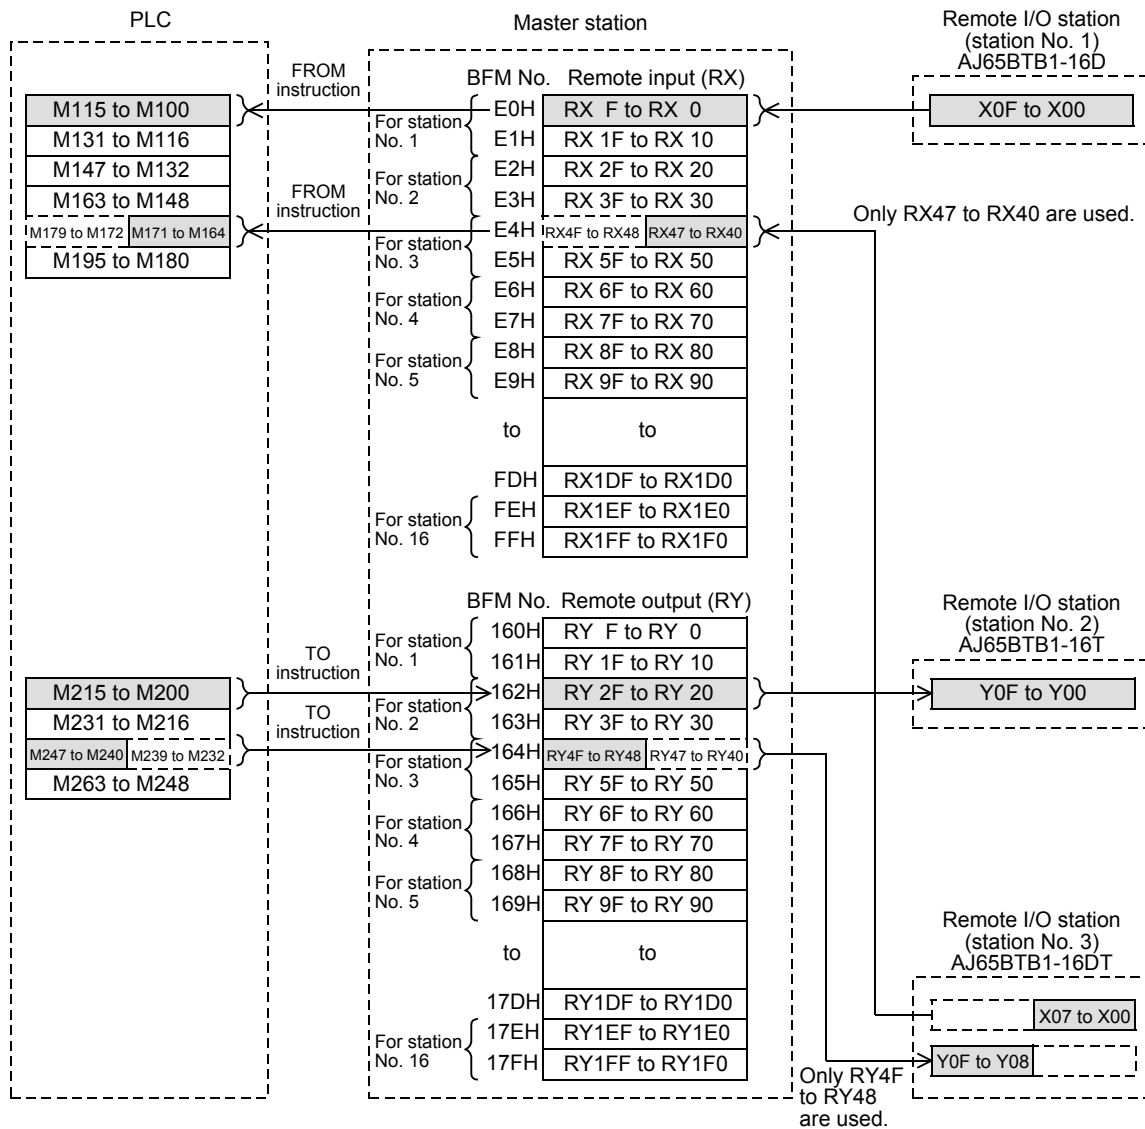 PLC
Master station
Remote I/O station
(station No. 1)
AJ65BTB1-16D
FROM
instruction
BFM No. Remote input (RX)
M115 to M100
E0H RX F to RX 0
X0F to X00
For station
No. 1
M131 to M116
E1H RX 1F to RX 10
M147 to M132
E2H RX 2F to RX 20
For station
No. 2
M163 to M148
E3H RX 3F to RX 30
FROM
instruction
Only RX47 to RX40 are used.
M179 to M172 M171 to M164
E4H RX4F to RX48 RX47 to RX40
For station
No. 3
M195 to M180
E5H RX 5F to RX 50
E6H RX 6F to RX 60
For station
No. 4
E7H RX 7F to RX 70
E8H RX 8F to RX 80
For station
No. 5
E9H RX 9F to RX 90
to to
FDH RX1DF to RX1D0
FEH RX1EF to RX1E0
For station
No. 16
FFH RX1FF to RX1F0
BFM No. Remote output (RY)
Remote I/O station
(station No. 2)
AJ65BTB1-16T
160H RY F to RY 0
For station
No. 1
161H RY 1F to RY 10
TO
instruction
M215 to M200
162H RY 2F to RY 20
Y0F to Y00
For station
No. 2
M231 to M216
163H RY 3F to RY 30
TO
instruction
M247 to M240 M239 to M232
164H RY4F to RY48 RY47 to RY40
For station
No. 3
M263 to M248
165H RY 5F to RY 50
166H RY 6F to RY 60
For station
No. 4
167H RY 7F to RY 70
168H RY 8F to RY 80
For station
No. 5
169H RY 9F to RY 90
to to
Remote I/O station
(station No. 3)
AJ65BTB1-16DT
17DH RY1DF to RY1D0
X07 to X00
17EH RY1EF to RY1E0
For station
No. 16
17FH RY1FF to RY1F0
Y0F to Y08
Only RY4F
to RY48
are used.